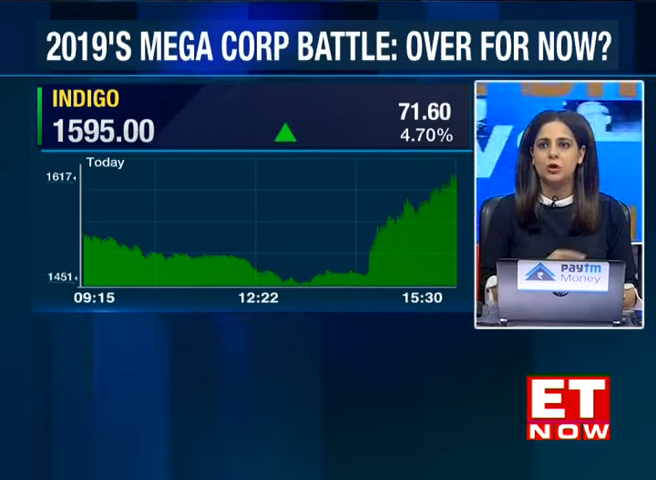 2019'S MEGA CORP BATTLE: OVER FOR NOW?
INDIGO
1595.00
71.60
4.70%
Today
1617
1451
09:15
12:22
15:30
paytm
Money
ET
NOW